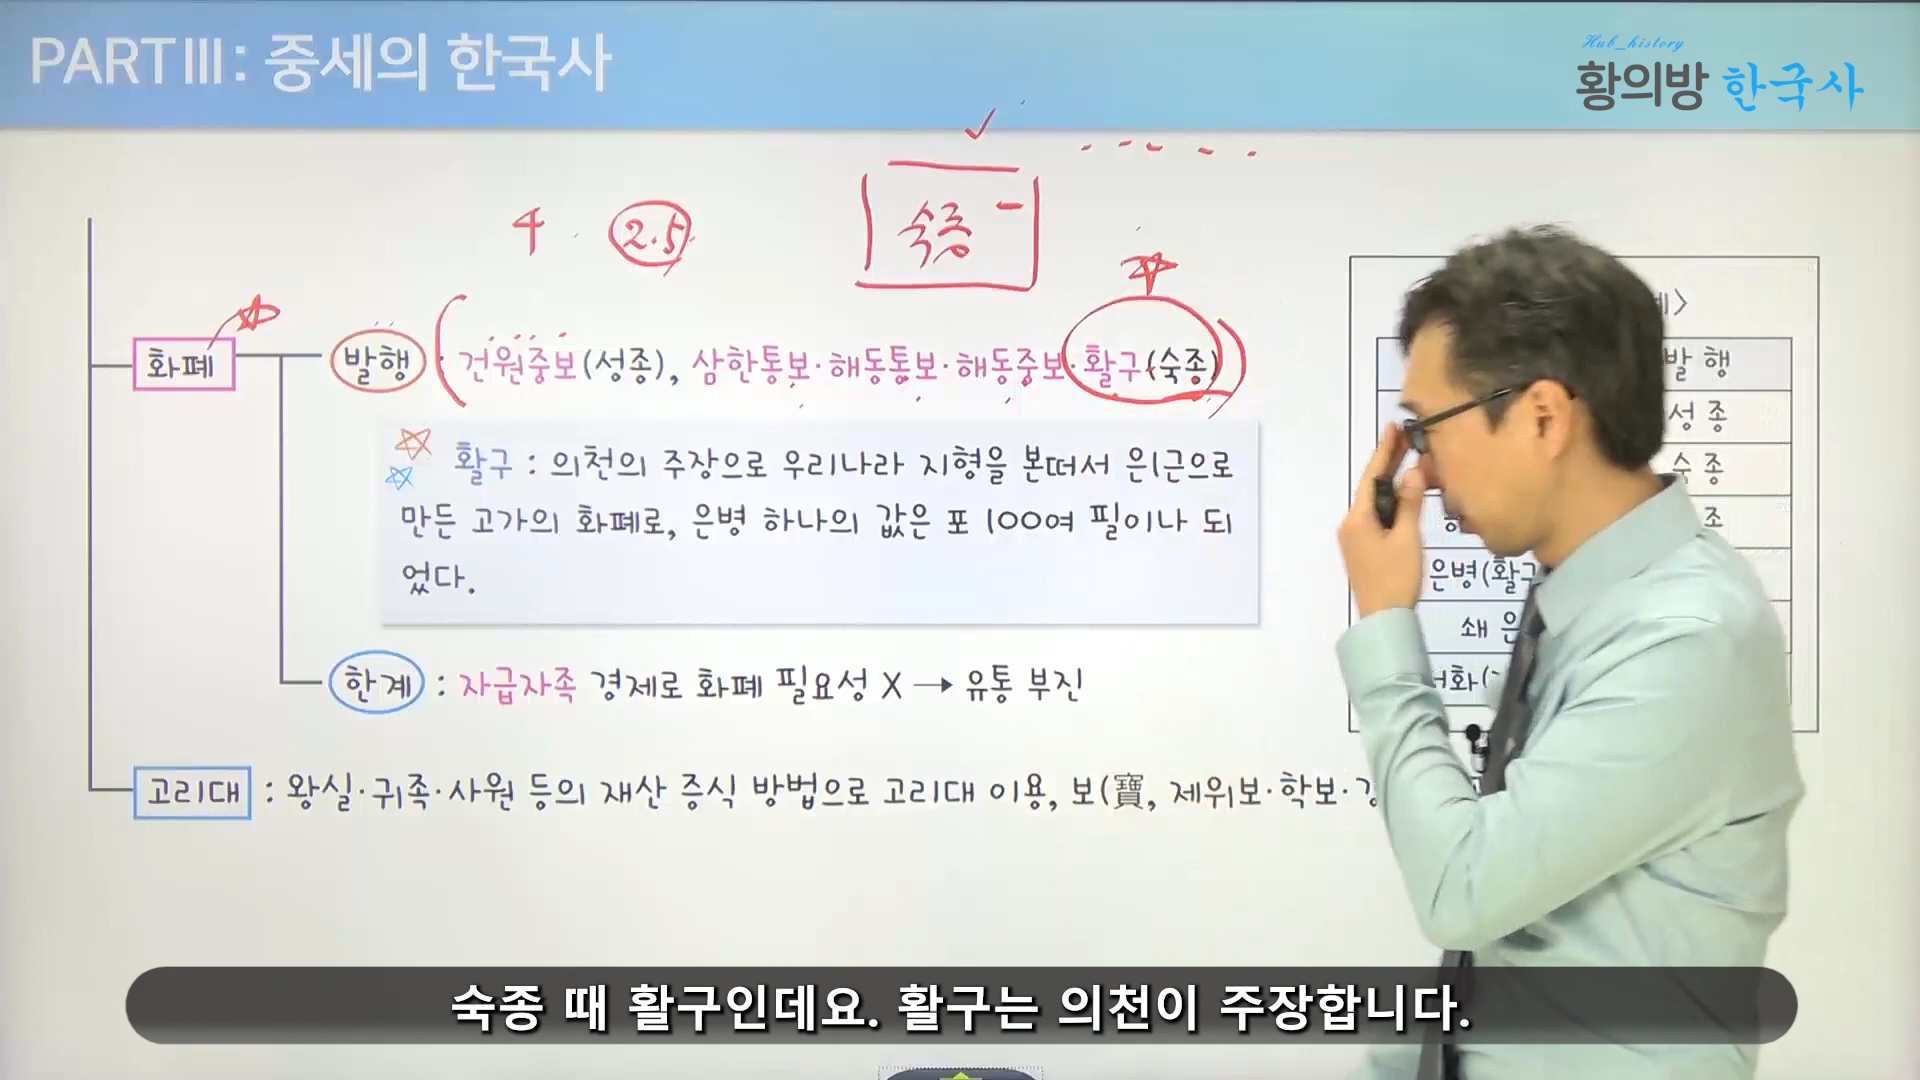 PART III : 중세의 한국사
Hub_history
황의방 한국사
4 2.5
숙종
화폐
발행 : 건원중보(성종), 삼한통보·해동통보·해동중보·활구(숙종)
활구 : 의천의 주장으로 우리나라 지형을 본떠서 은1근으로
만든 고가의 화폐로, 은병 하나의 값은 포 100여 필이나 되
었다.
한계 : 자급자족 경제로 화폐 필요성 X → 유통 부진
고리대 : 왕실·귀족·사원 등의 재산 증식 방법으로 고리대 이용, 보(寶, 제위보·학보·
발행
성종
숙종
종
은병(활구
쇄은
숙종 때 활구인데요. 활구는 의천이 주장합니다.